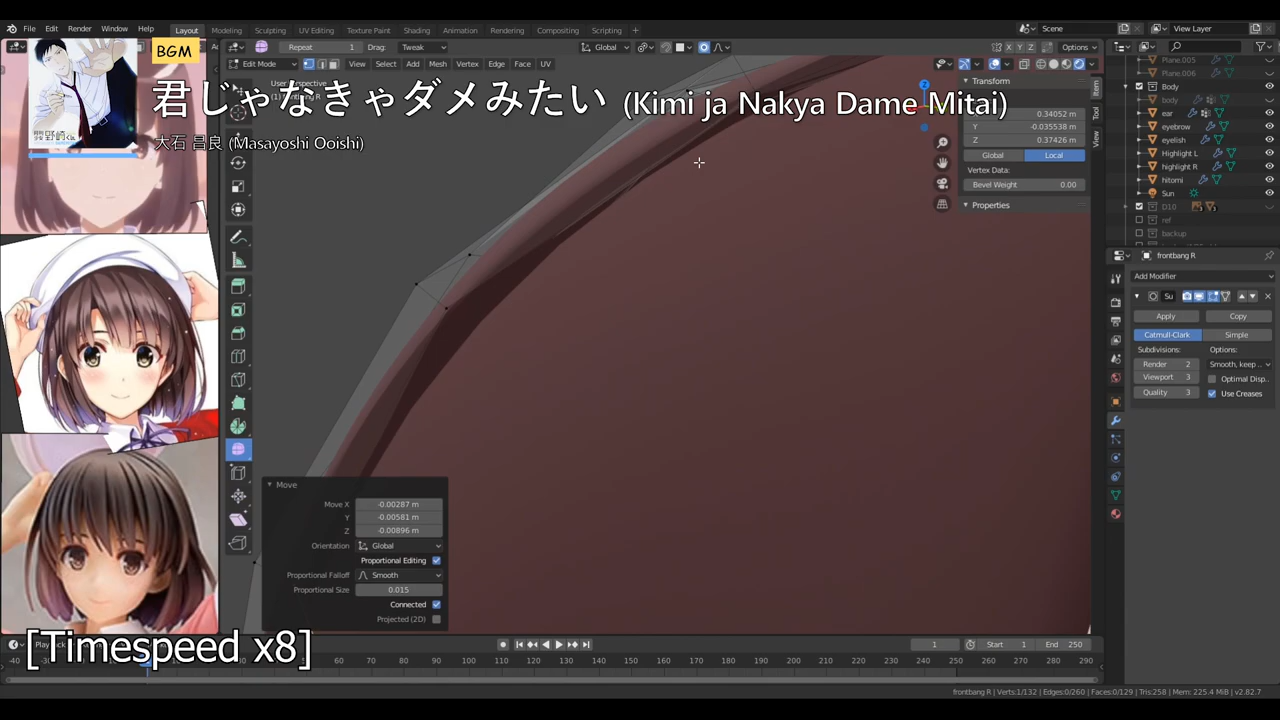 File Edit Render Window Help Layout Modeling Sculpting UV Editing Texture Paint Shading Animation Rendering Compositing Scripting + Scene View Layer
Repeat 1 Drag: Tweak Global X Y Z Options
Edit Mode View Select Add Mesh Vertex Edge Face UV
BGM
君じゃなきゃダメみたい (Kimi ja Nakya Dame Mitai)
大石 昌良 (Masayoshi Ooishi)
Transform
0.34052 m
Y -0.035538 m
Z 0.37426 m
Global Local
Vertex Data:
Bevel Weight 0.00
Properties
Item
Tool
View
Plane.005
Plane.006
Body
body
ear
eyebrow
eyelish
Highlight L
highlight R
hitomi
Sun
D10
ref
backup
frontbang R
Add Modifier
Su
Apply Copy
Catmull-Clark Simple
Subdivisions: Options:
Render 2 Smooth, keep ..
Viewport 3 Optimal Disp..
Quality 3 Use Creases
Move
Move X -0.00287 m
Y -0.00581 m
Z -0.00896 m
Orientation Global
Proportional Editing
Proportional Falloff Smooth
Proportional Size 0.015
Connected
Projected (2D)
[Timespeed x8]
1 Start 1 End 250
-40 60 70 80 90 100 110 120 130 140 150 160 170 180 190 200 210 220 230 240 250 260 270 280 290
frontbang R | Verts:1/132 | Edges:0/260 | Faces:0/129 | Tris:258 | Mem: 225.4 MiB | v2.82.7